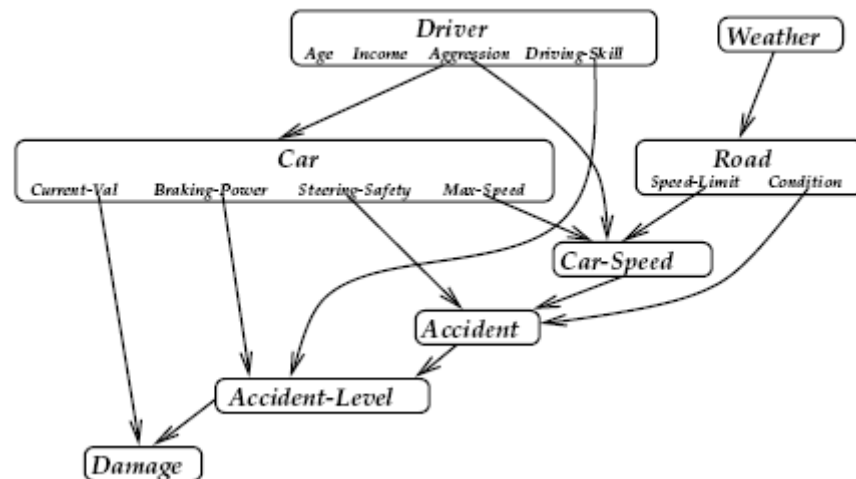 Driver
Age Income Aggression Driving-Skill
Weather
Car
Current-Val Braking-Power Steering-Safety Max-Speed
Road
Speed-Limit Condition
Car-Speed
Accident
Accident-Level
Damage